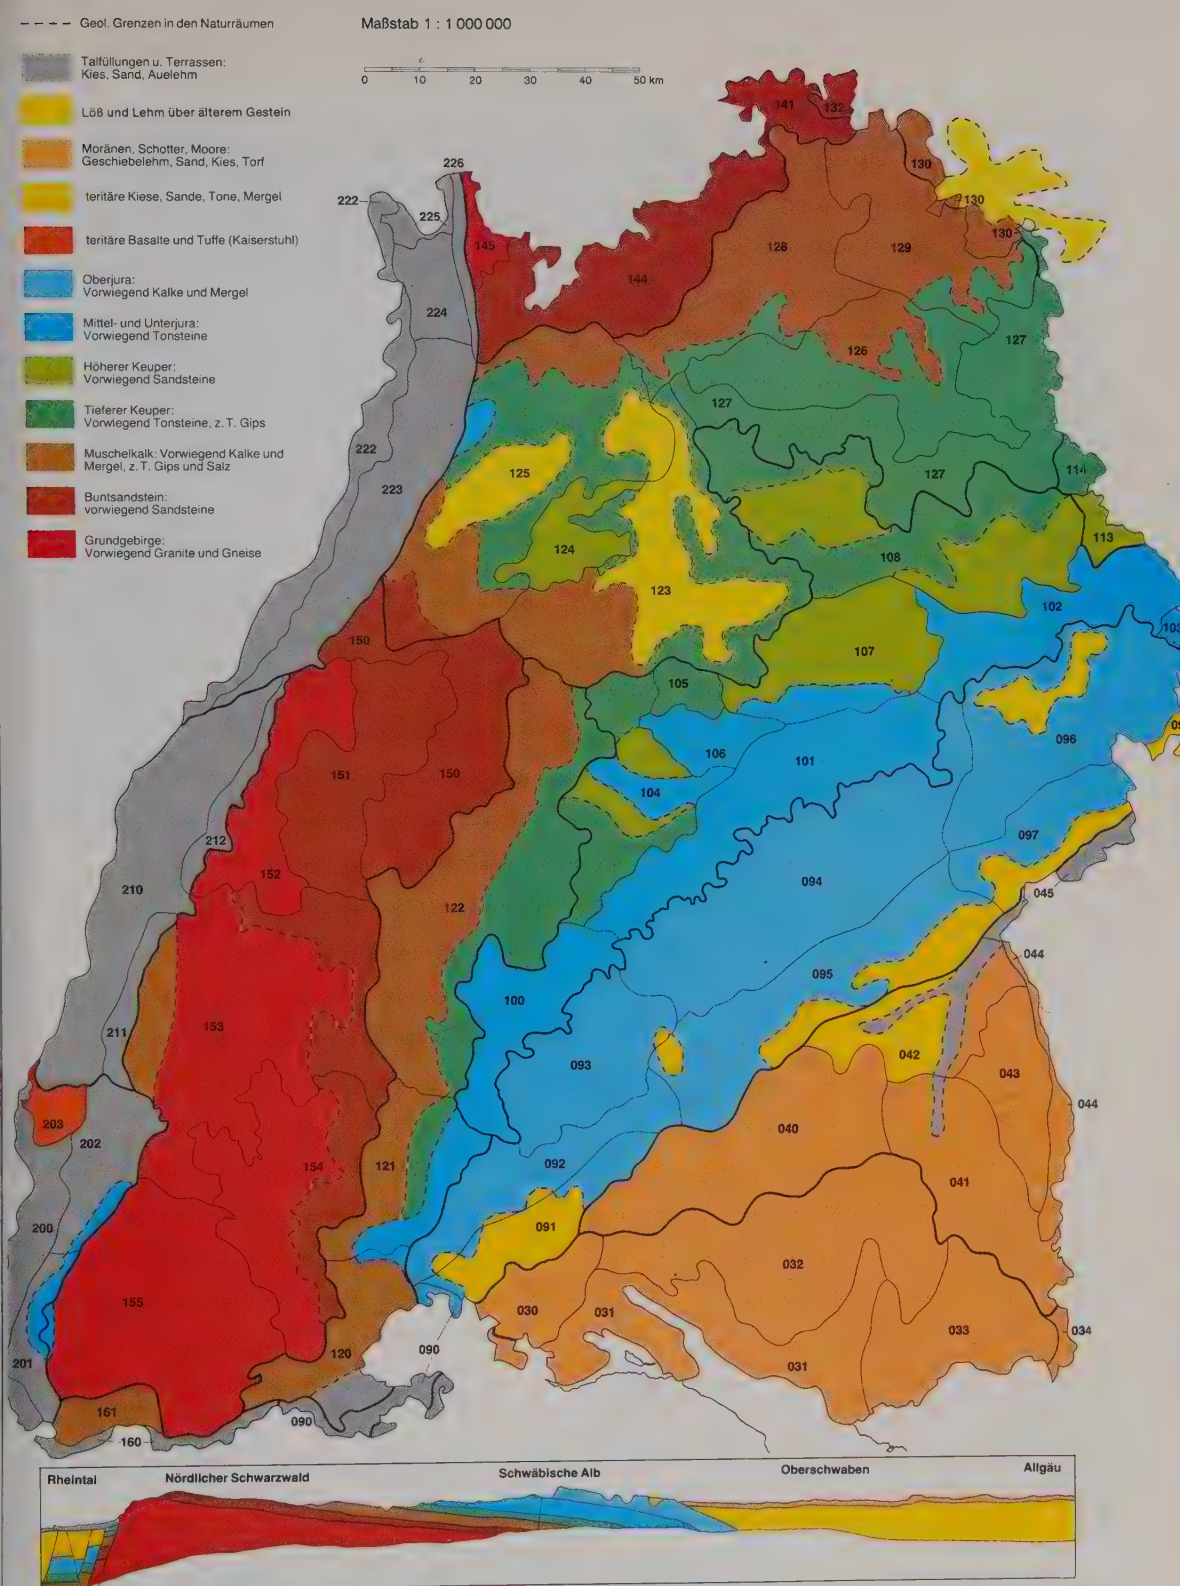 Geol. Grenzen in den Naturräumen
Maßstab 1 : 1 000 000
0 10 20 30 40 50 km
Talfüllungen u. Terrassen:
Kies, Sand, Auelehm
Löß und Lehm über älterem Gestein
Moränen, Schotter, Moore:
Geschiebelehm, Sand, Kies, Torf
teritäre Kiese, Sande, Tone, Mergel
teritäre Basalte und Tuffe (Kaiserstuhl)
Oberjura:
Vorwiegend Kalke und Mergel
Mittel- und Unterjura:
Vorwiegend Tonsteine
Höherer Keuper:
Vorwiegend Sandsteine
Tieferer Keuper:
Vorwiegend Tonsteine, z. T. Gips
Muschelkalk: Vorwiegend Kalke und
Mergel, z. T. Gips und Salz
Buntsandstein:
vorwiegend Sandsteine
Grundgebirge:
Vorwiegend Granite und Gneise
141
132
226
130
222
130
225
130
145
128
129
144
224
127
126
127
222
125
127
114
223
124
108
113
123
102
103
150
107
105
096
106
101
151
150
104
097
212
152
094
210
045
122
095
044
100
211
153
042
093
043
203
044
202
040
154
121
092
041
200
091
032
155
030
031
033
034
201
120
090
031
161
090
160
Rheintal
Nördlicher Schwarzwald
Schwäbische Alb
Oberschwaben
Allgäu